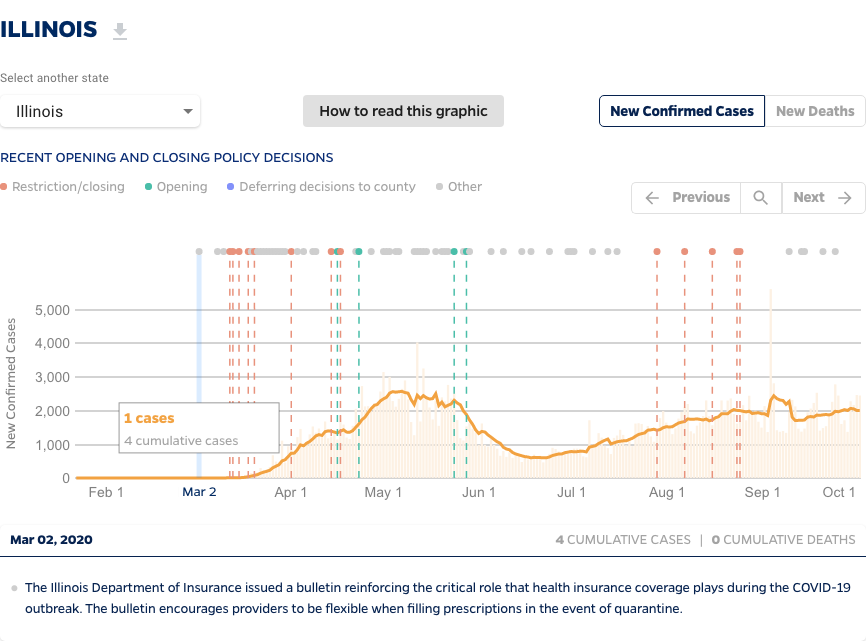 ILLINOIS
Select another state
Illinois
How to read this graphic
New Confirmed Cases
New Deaths
RECENT OPENING AND CLOSING POLICY DECISIONS
Restriction/closing
Opening
Deferring decisions to county
Other
Previous
Next
New Confirmed Cases
5,000
4,000
3,000
2,000
1,000
0
1 cases
4 cumulative cases
Feb 1
Mar 2
Apr 1
May 1
Jun 1
Jul 1
Aug 1
Sep 1
Oct 1
Mar 02, 2020
4 CUMULATIVE CASES | 0 CUMULATIVE DEATHS
The Illinois Department of Insurance issued a bulletin reinforcing the critical role that health insurance coverage plays during the COVID-19
outbreak. The bulletin encourages providers to be flexible when filling prescriptions in the event of quarantine.